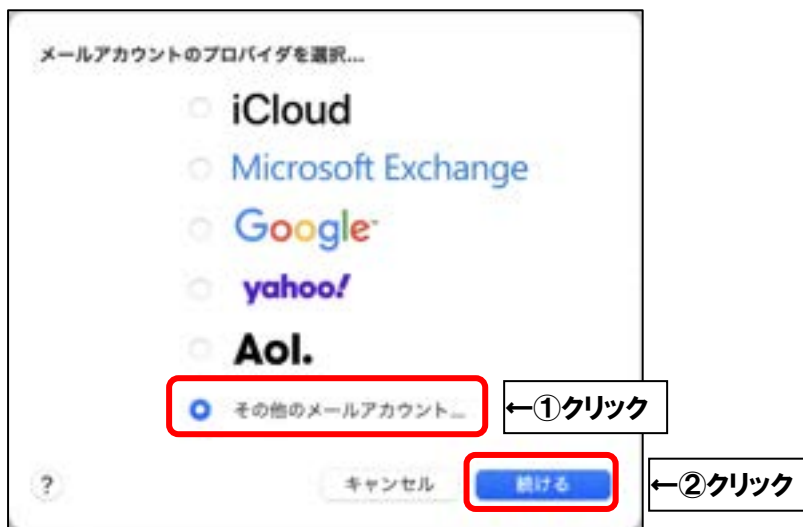 メールアカウントのプロバイダを選択...
iCloud
Microsoft Exchange
Google
yahoo!
Aol.
その他のメールアカウント...
←①クリック
?
キャンセル
続ける
←②クリック